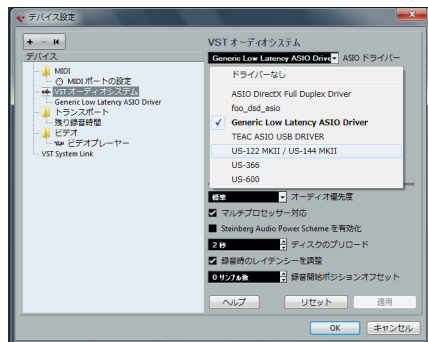 デバイス設定
+ -
デバイス
MIDI
MIDI ポートの設定
VST オーディオシステム
Generic Low Latency ASIO Driver
トランスポート
残り録音時間
ビデオ
ビデオプレーヤー
VST System Link
VST オーディオシステム
Generic Low Latency ASIO Driver ASIO ドライバー
ドライバーなし
ASIO DirectX Full Duplex Driver
foo_dsd_asio
✓ Generic Low Latency ASIO Driver
TEAC ASIO USB DRIVER
US-122 MKII / US-144 MKII
US-366
US-600
標準 オーディオ優先度
マルチプロセッサー対応
Steinberg Audio Power Scheme を有効化
2 秒 ディスクのプリロード
録音時のレイテンシーを調整
0 サンプル後 録音開始ポジションオフセット
ヘルプ リセット 適用
OK キャンセル